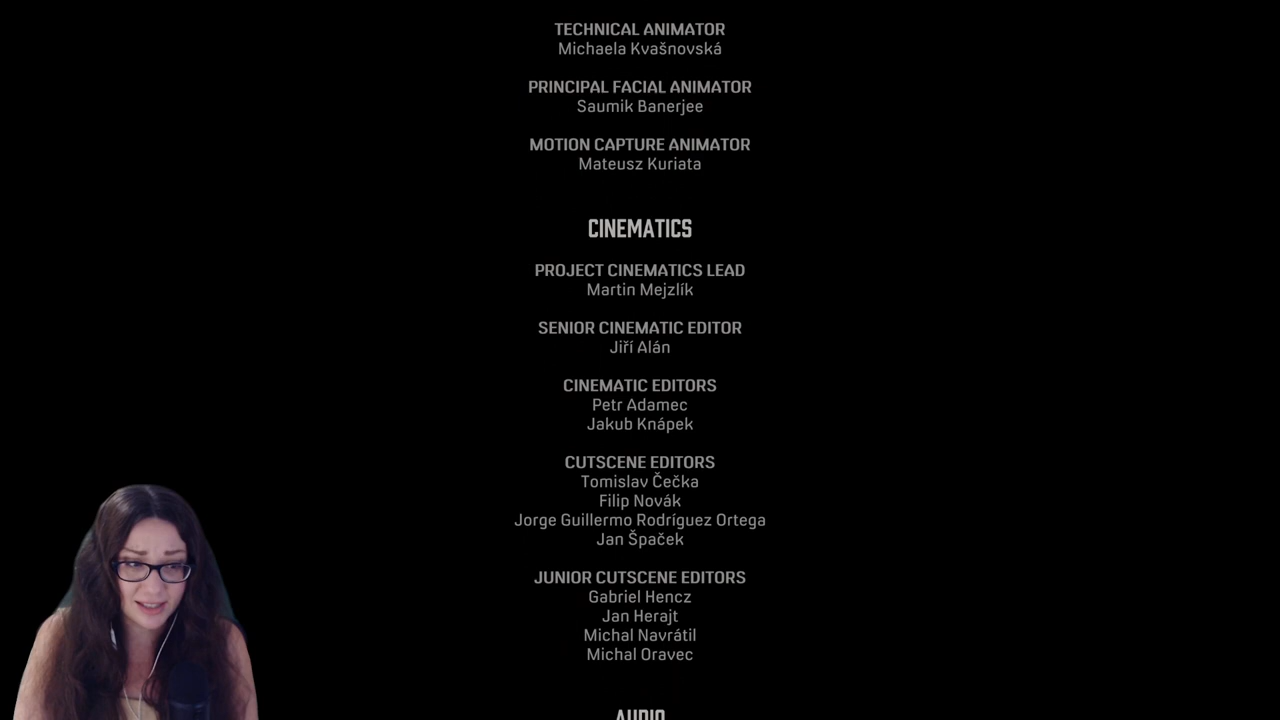 TECHNICAL ANIMATOR
Michaela Kvašnovská
PRINCIPAL FACIAL ANIMATOR
Saumik Banerjee
MOTION CAPTURE ANIMATOR
Mateusz Kuriata
CINEMATICS
PROJECT CINEMATICS LEAD
Martin Mejzlík
SENIOR CINEMATIC EDITOR
Jiří Alán
CINEMATIC EDITORS
Petr Adamec
Jakub Knápek
CUTSCENE EDITORS
Tomislav Čečka
Filip Novák
Jorge Guillermo Rodríguez Ortega
Jan Špaček
JUNIOR CUTSCENE EDITORS
Gabriel Hencz
Jan Herajt
Michal Navrátil
Michal Oravec
AUDIO